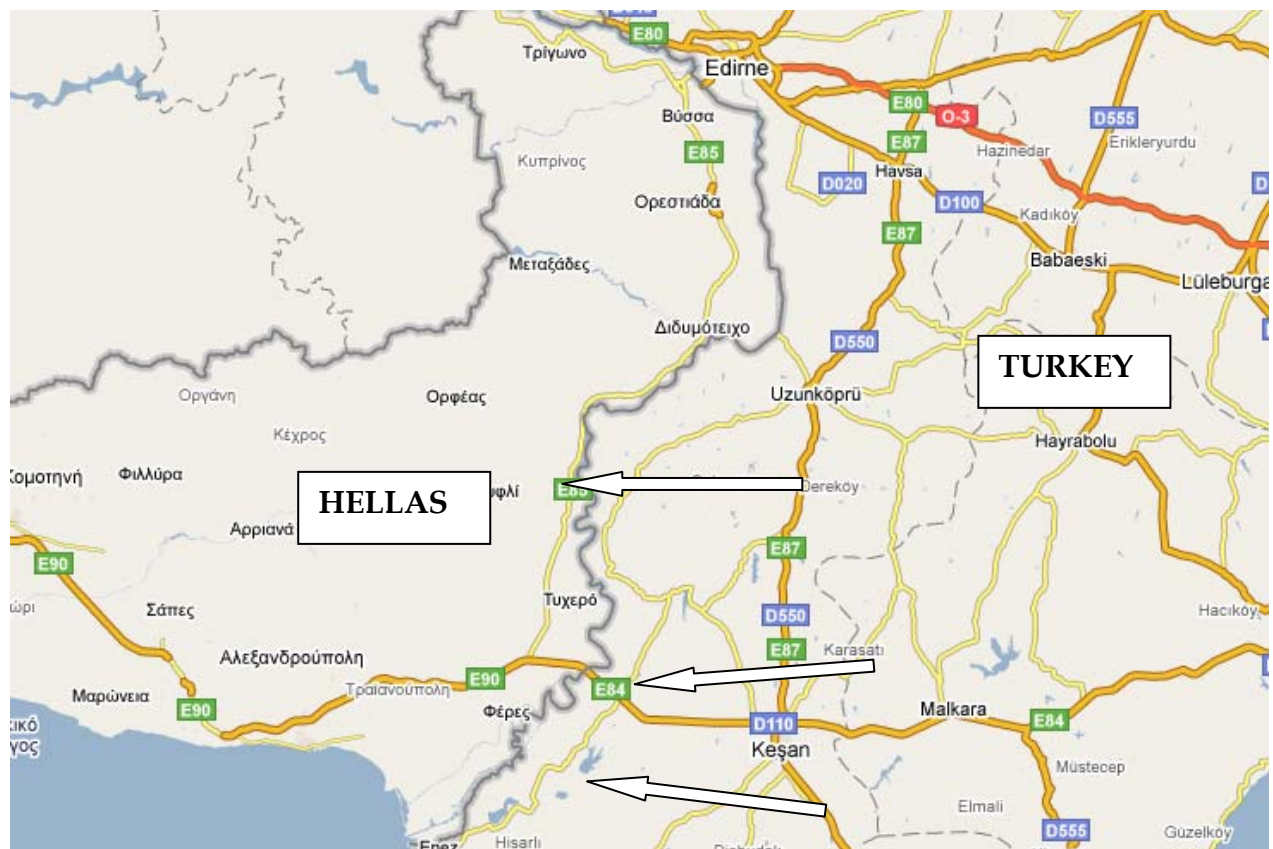 E80
Τρίγωνο
Edirne
Βύσσα
E80
O-3
D555
Erikleryurdu
E87
Hazinedar
E85
Κυπρίνος
Havsa
D020
Ορεστιάδα
D100
Kadıköy
E87
Μεταξάδες
Babaeski
Lüleburga
Διδυμότειχο
D550
TURKEY
Οργάνη
Ορφέας
Uzunköprü
Κέχρος
Hayrabolu
Φιλλύρα
HELLAS
E85
Dereköy
Αρριανά
E87
E90
Τυχερό
Σάπες
D550
Hacıköy
E87
Karasatı
Αλεξανδρούπολη
E90
Τραϊανούπολη
E84
Μαρώνεια
E90
Φέρες
D110
Malkara
E84
Keşan
Müstecep
Elmali
D555
Güzelköy
Hisarlı
Enez